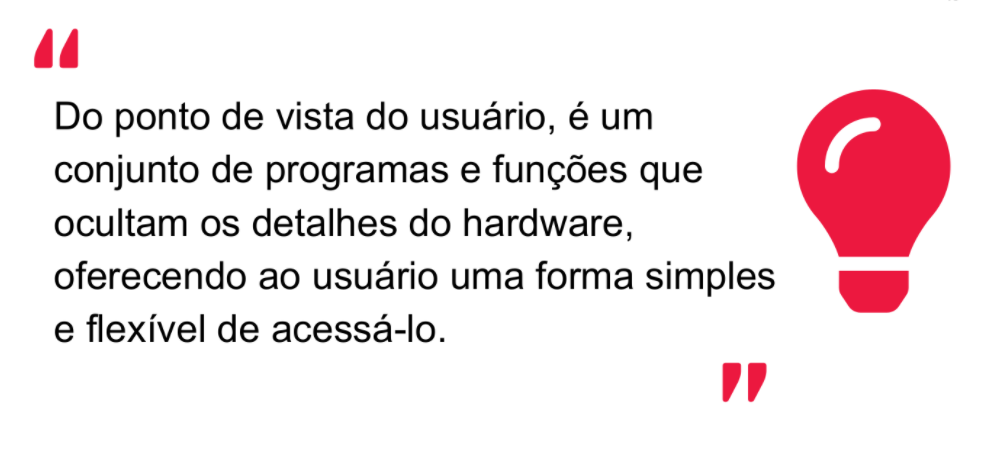 “
Do ponto de vista do usuário, é um
conjunto de programas e funções que
ocultam os detalhes do hardware,
oferecendo ao usuário uma forma simples
e flexível de acessá-lo.
”